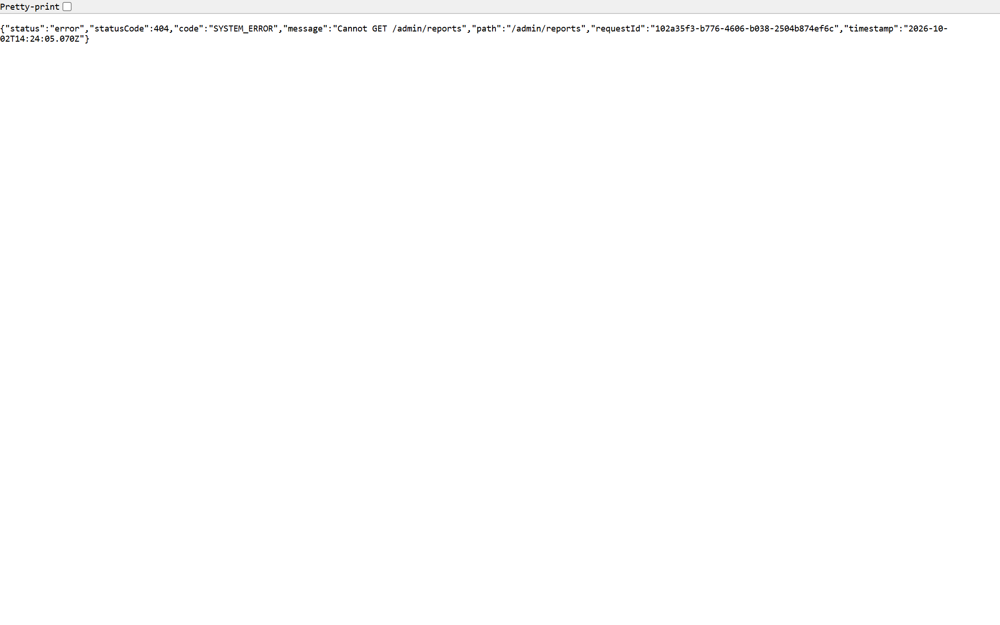 Pretty-print
{"status":"error","statusCode":404,"code":"SYSTEM_ERROR","message":"Cannot GET /admin/reports","path":"/admin/reports","requestId":"102a35f3-b776-4606-b038-2504b874ef6c","timestamp":"2026-10-
02T14:24:05.070Z"}